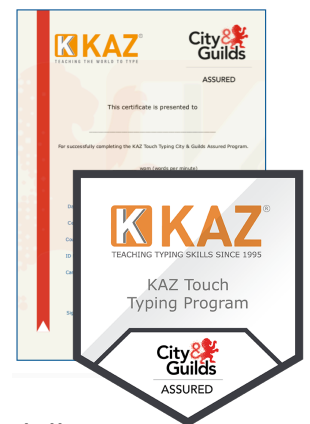 KKAZ®
TEACHING THE WORLD TO TYPE
City&
Guilds
ASSURED
This certificate is presented to
For successfully completing the KAZ Touch Typing City & Guilds Assured Program.
wpm (words per minute)
KKAZ®
TEACHING TYPING SKILLS SINCE 1995
KAZ Touch
Typing Program
City&
Guilds
ASSURED